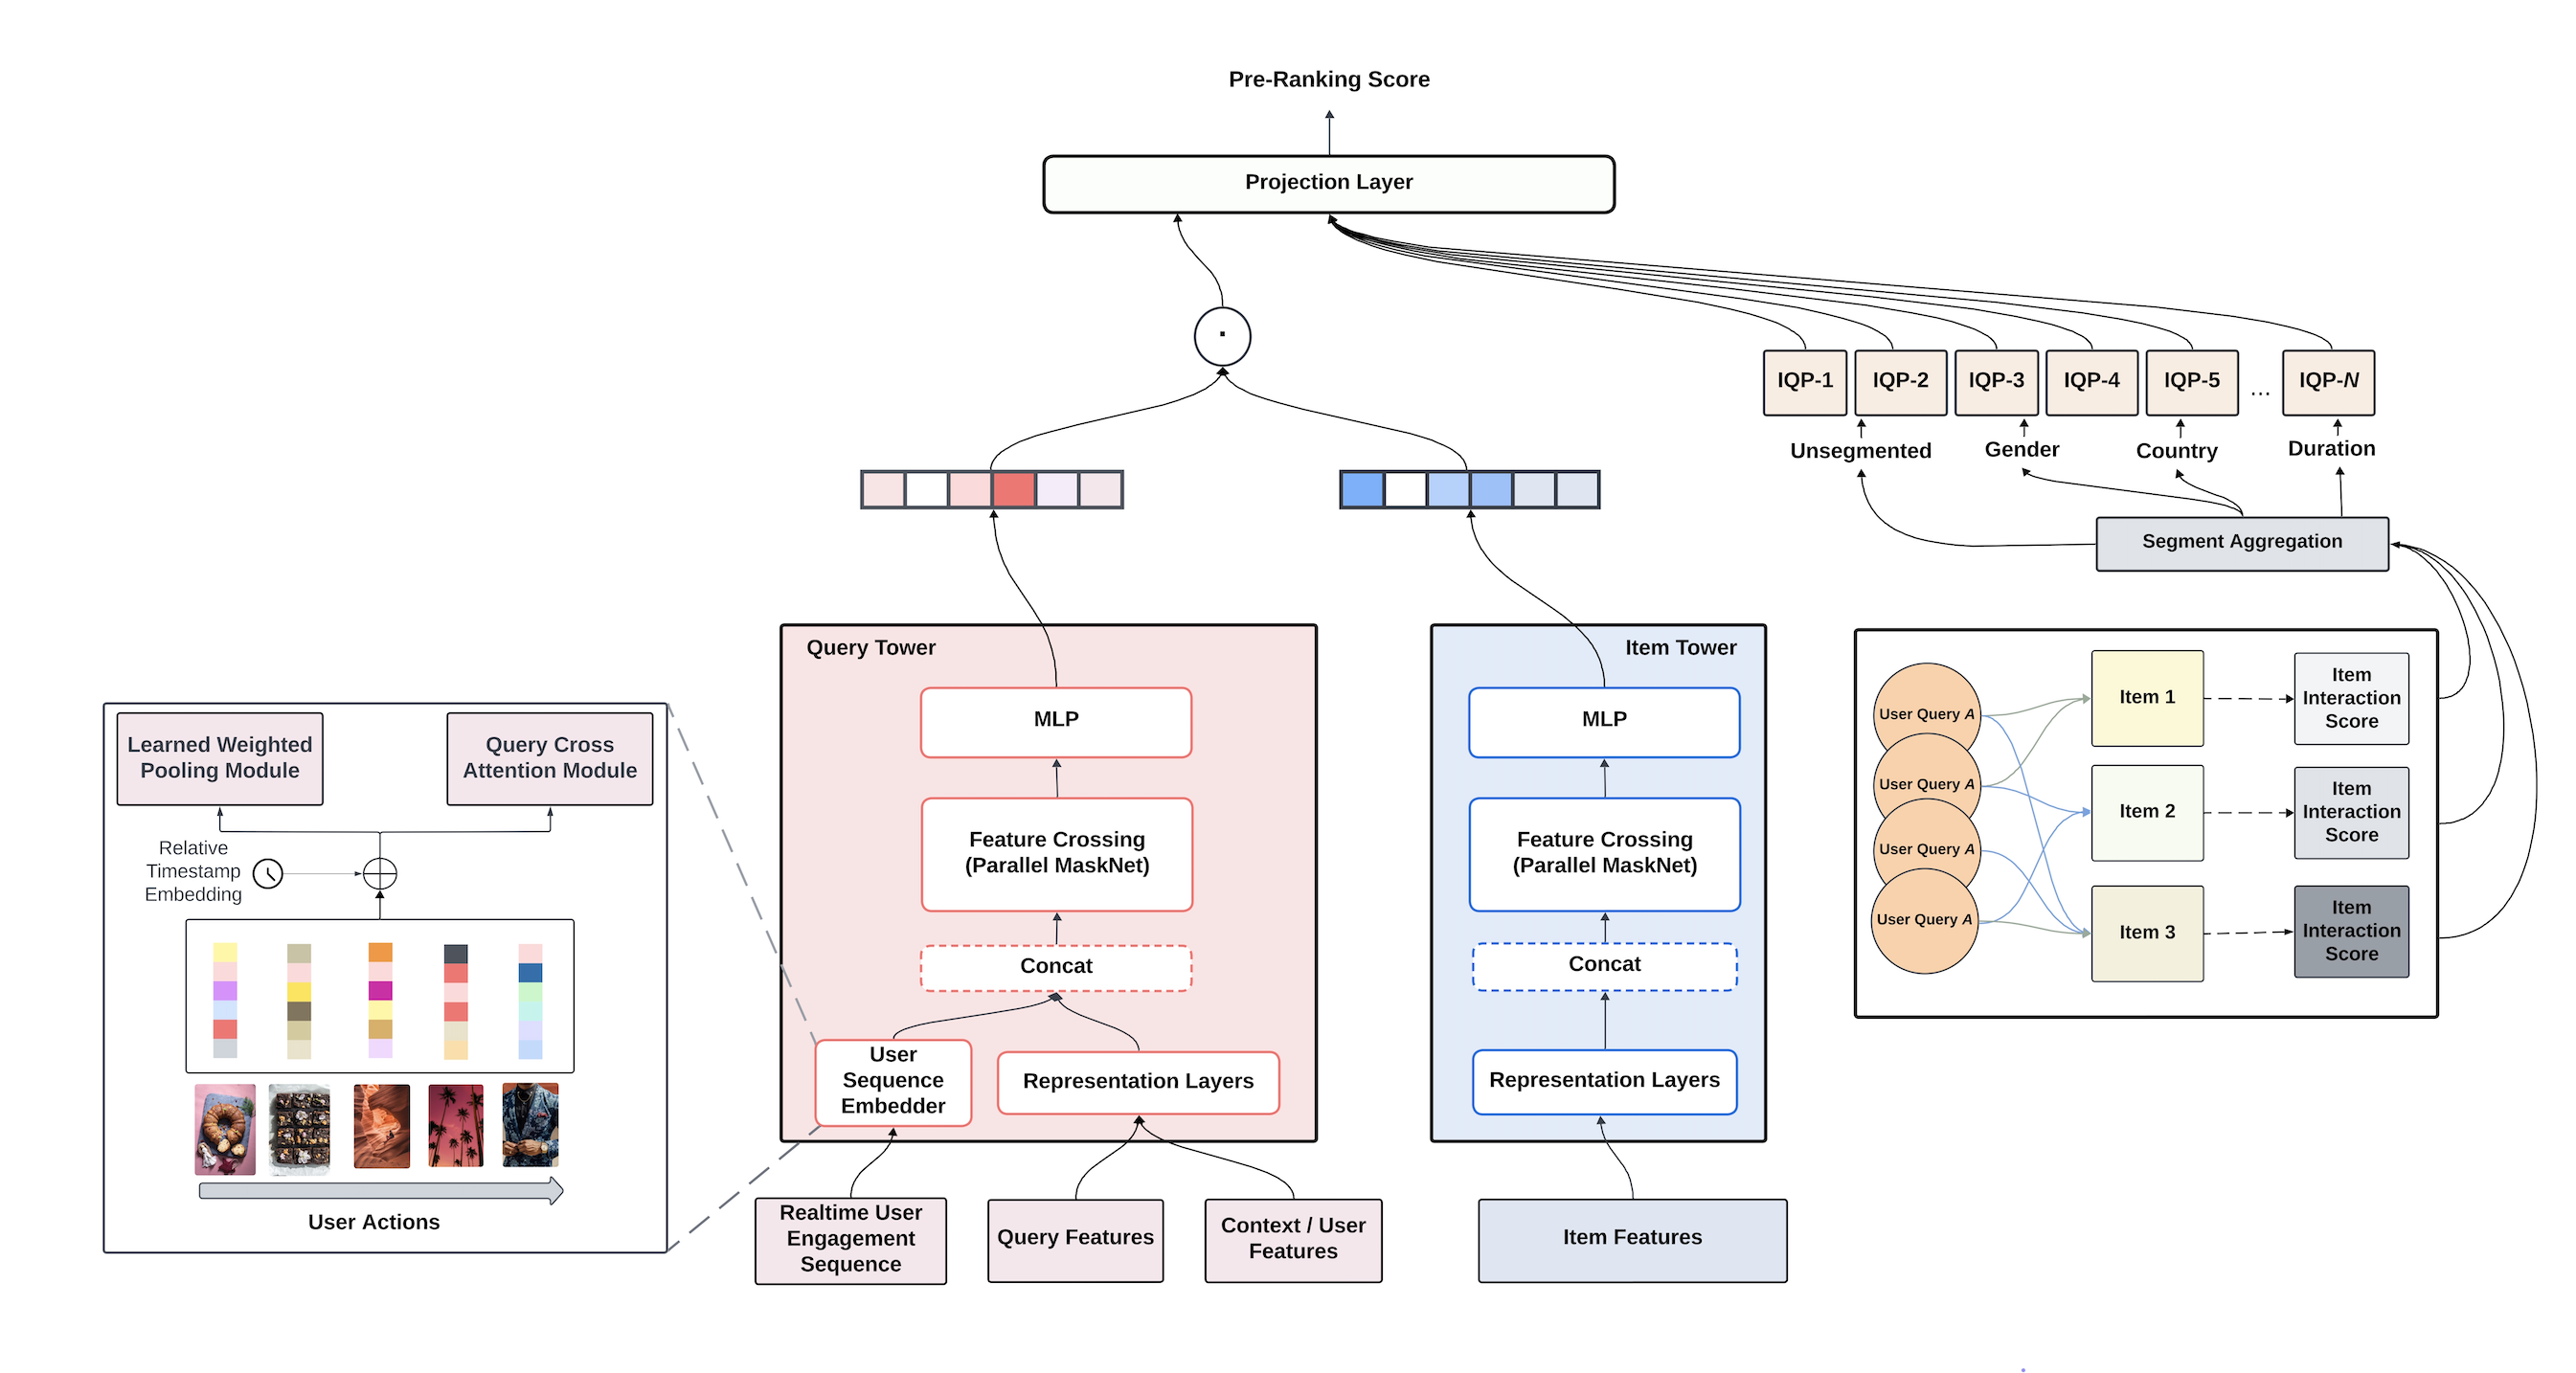 Pre-Ranking Score
Projection Layer
·
IQP-1
IQP-2
IQP-3
IQP-4
IQP-5
...
IQP-N
Unsegmented
Gender
Country
Duration
Segment Aggregation
Query Tower
MLP
Feature Crossing
(Parallel MaskNet)
Concat
User
Sequence
Embedder
Representation Layers
Item Tower
MLP
Feature Crossing
(Parallel MaskNet)
Concat
Representation Layers
User Query A
User Query A
User Query A
User Query A
Item 1
Item 2
Item 3
Item
Interaction
Score
Item
Interaction
Score
Item
Interaction
Score
Learned Weighted
Pooling Module
Query Cross
Attention Module
Relative
Timestamp
Embedding
User Actions
Realtime User
Engagement
Sequence
Query Features
Context / User
Features
Item Features